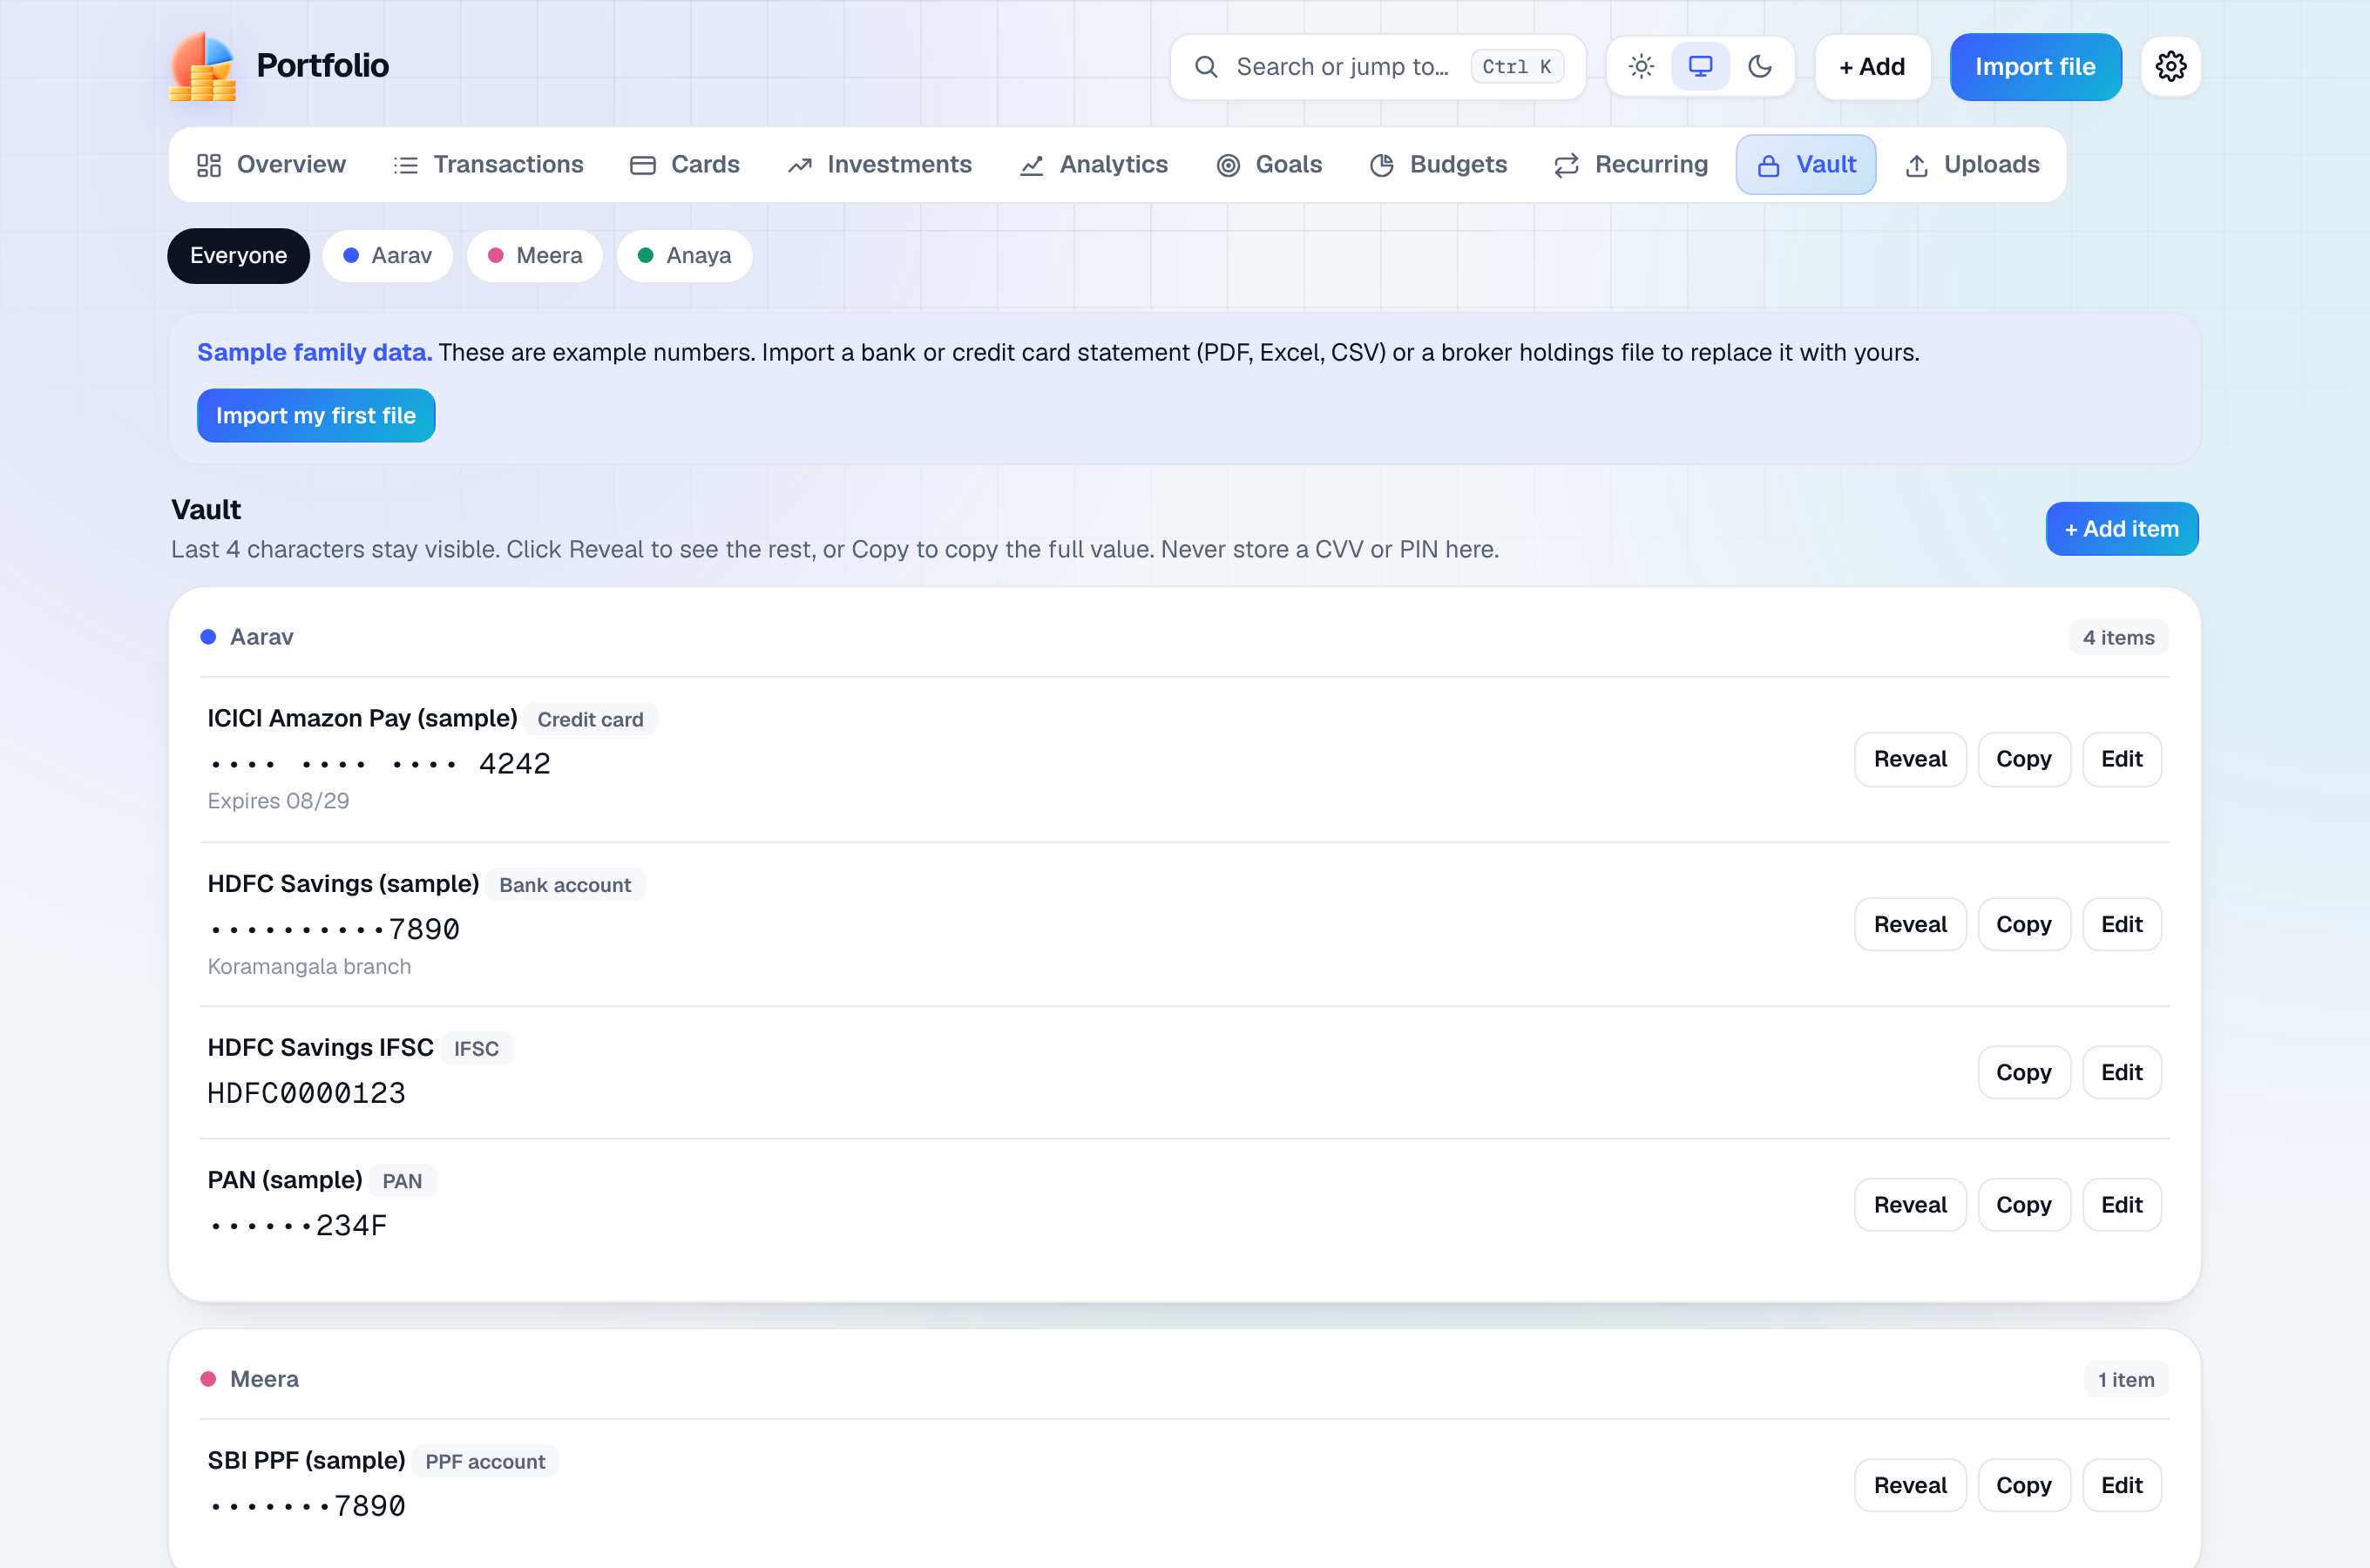 Portfolio
Search or jump to... Ctrl K
+ Add
Import file
Overview
Transactions
Cards
Investments
Analytics
Goals
Budgets
Recurring
Vault
Uploads
Everyone
Aarav
Meera
Anaya
Sample family data. These are example numbers. Import a bank or credit card statement (PDF, Excel, CSV) or a broker holdings file to replace it with yours.
Import my first file
Vault
Last 4 characters stay visible. Click Reveal to see the rest, or Copy to copy the full value. Never store a CVV or PIN here.
+ Add item
Aarav
4 items
ICICI Amazon Pay (sample) Credit card
•••• •••• •••• 4242
Expires 08/29
Reveal Copy Edit
HDFC Savings (sample) Bank account
••••••••••7890
Koramangala branch
Reveal Copy Edit
HDFC Savings IFSC IFSC
HDFC0000123
Copy Edit
PAN (sample) PAN
••••••234F
Reveal Copy Edit
Meera
1 item
SBI PPF (sample) PPF account
•••••••7890
Reveal Copy Edit